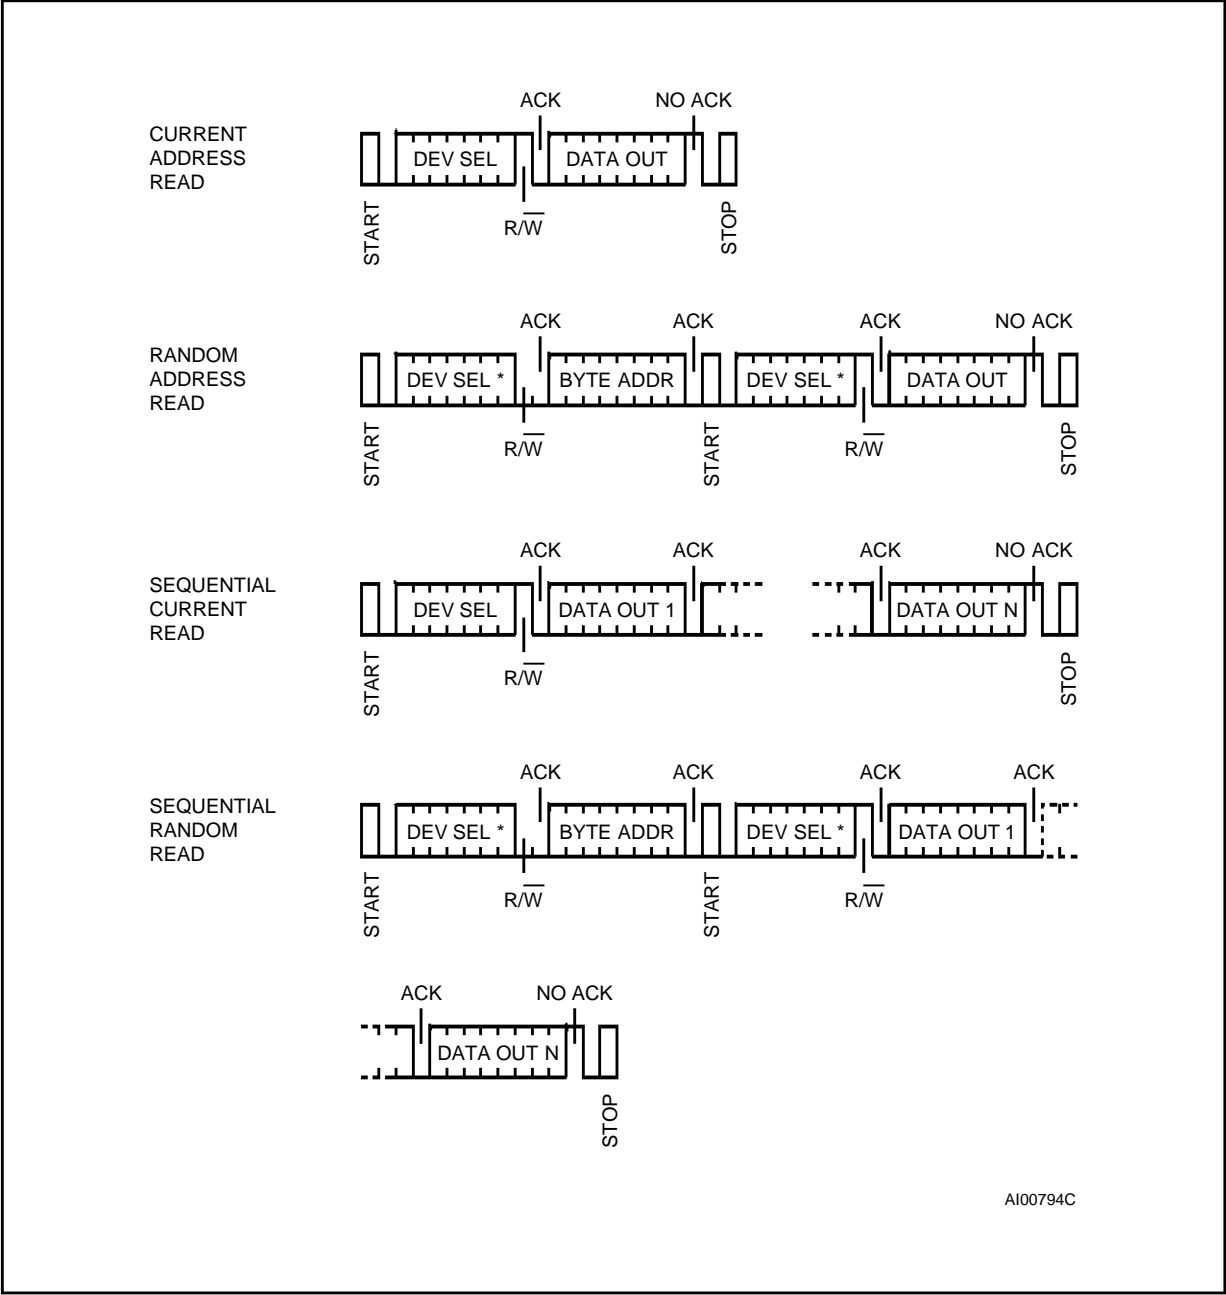 ACK NO ACK
CURRENT
ADDRESS
READ
DEV SEL DATA OUT
START R/W STOP
ACK ACK ACK NO ACK
RANDOM
ADDRESS
READ
DEV SEL * BYTE ADDR DEV SEL * DATA OUT
START R/W START R/W STOP
ACK ACK ACK NO ACK
SEQUENTIAL
CURRENT
READ
DEV SEL DATA OUT 1 DATA OUT N
START R/W STOP
ACK ACK ACK ACK
SEQUENTIAL
RANDOM
READ
DEV SEL * BYTE ADDR DEV SEL * DATA OUT 1
START R/W START R/W
ACK NO ACK
DATA OUT N
STOP
AI00794C